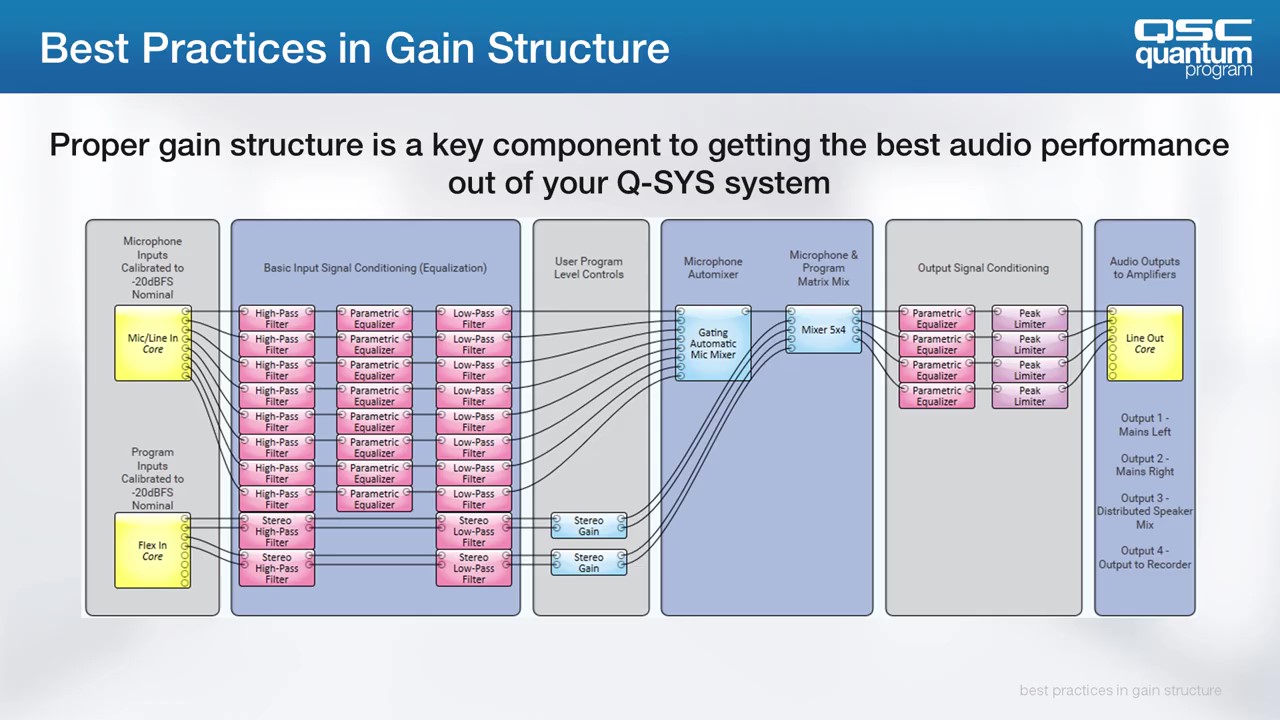 Best Practices in Gain Structure
QSC
quantum
program
Proper gain structure is a key component to getting the best audio performance
out of your Q-SYS system
Microphone
Inputs
Calibrated to
-20dBFS
Nominal
Mic/Line In
Core
Program
Inputs
Calibrated to
-20dBFS
Nominal
Flex In
Core
Basic Input Signal Conditioning (Equalization)
High-Pass
Filter
Parametric
Equalizer
Low-Pass
Filter
High-Pass
Filter
Parametric
Equalizer
Low-Pass
Filter
High-Pass
Filter
Parametric
Equalizer
Low-Pass
Filter
High-Pass
Filter
Parametric
Equalizer
Low-Pass
Filter
High-Pass
Filter
Parametric
Equalizer
Low-Pass
Filter
High-Pass
Filter
Parametric
Equalizer
Low-Pass
Filter
High-Pass
Filter
Parametric
Equalizer
Low-Pass
Filter
High-Pass
Filter
Parametric
Equalizer
Low-Pass
Filter
Stereo
High-Pass
Filter
Stereo
Low-Pass
Filter
Stereo
High-Pass
Filter
Stereo
Low-Pass
Filter
User Program
Level Controls
Stereo
Gain
Stereo
Gain
Microphone
Automixer
Gating
Automatic
Mic Mixer
Microphone &
Program
Matrix Mix
Mixer 5x4
Output Signal Conditioning
Parametric
Equalizer
Peak
Limiter
Parametric
Equalizer
Peak
Limiter
Parametric
Equalizer
Peak
Limiter
Parametric
Equalizer
Peak
Limiter
Audio Outputs
to Amplifiers
Line Out
Core
Output 1 -
Mains Left
Output 2 -
Mains Right
Output 3 -
Distributed Speaker
Mix
Output 4 -
Output to Recorder
best practices in gain structure